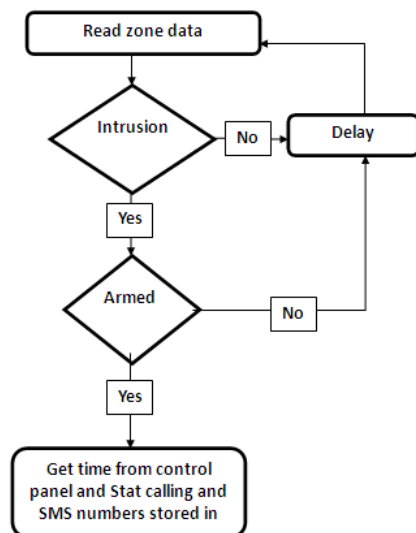 Read zone data
Intrusion
No
Delay
Yes
Armed
No
Yes
Get time from control
panel and Stat calling and
SMS numbers stored in